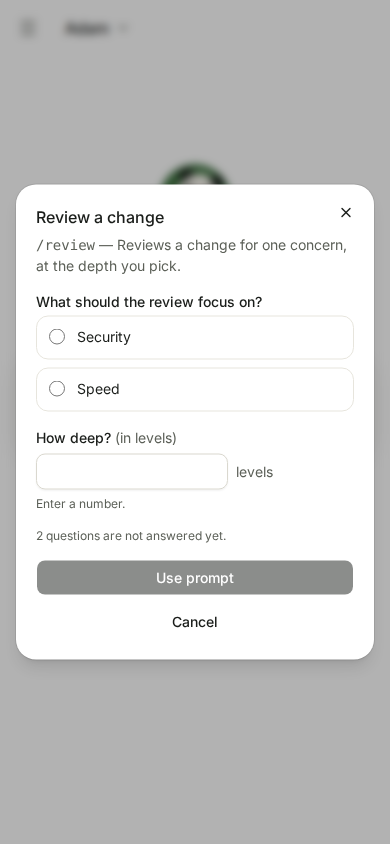 Adam
Review a change
/review — Reviews a change for one concern,
at the depth you pick.
What should the review focus on?
Security
Speed
How deep? (in levels)
levels
Enter a number.
2 questions are not answered yet.
Use prompt
Cancel